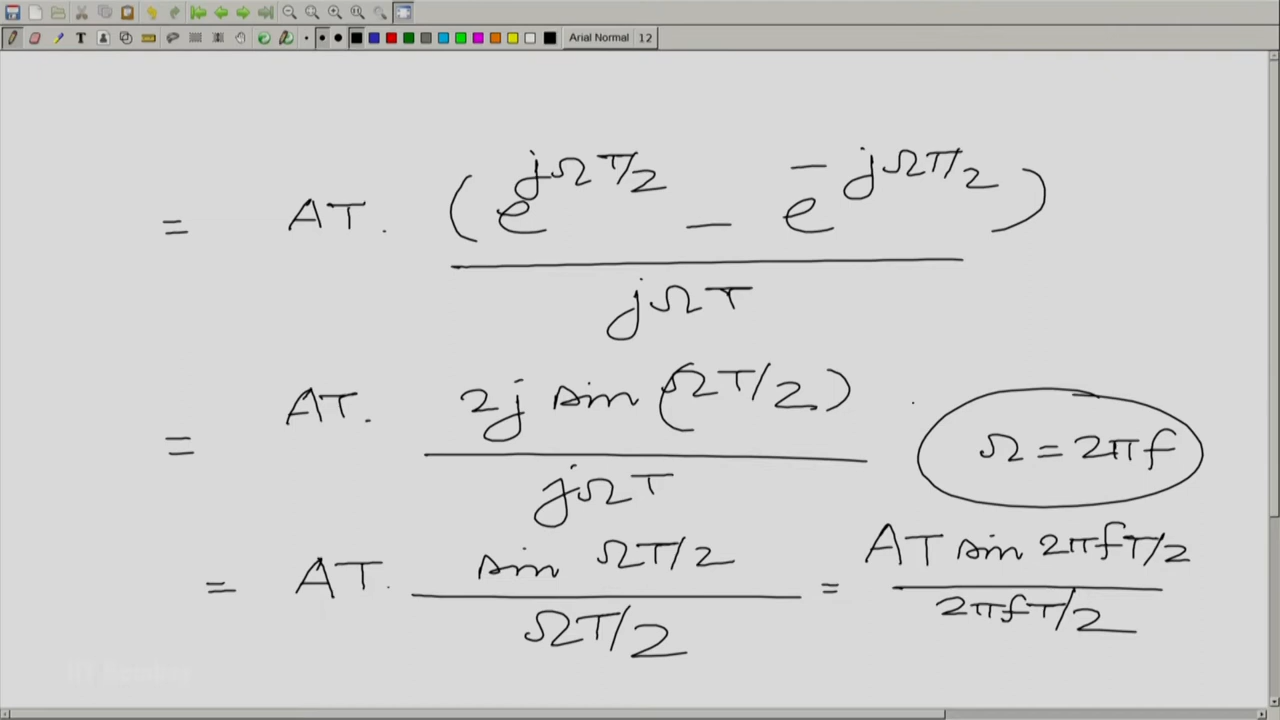 Arial Normal 12
= AT. (e^{jΩT/2} - e^{-jΩT/2})
jΩT
= AT. 2j sin (ΩT/2)
jΩT
Ω = 2πf
= AT. sin ΩT/2 = AT sin 2πfT/2
ΩT/2 2πfT/2